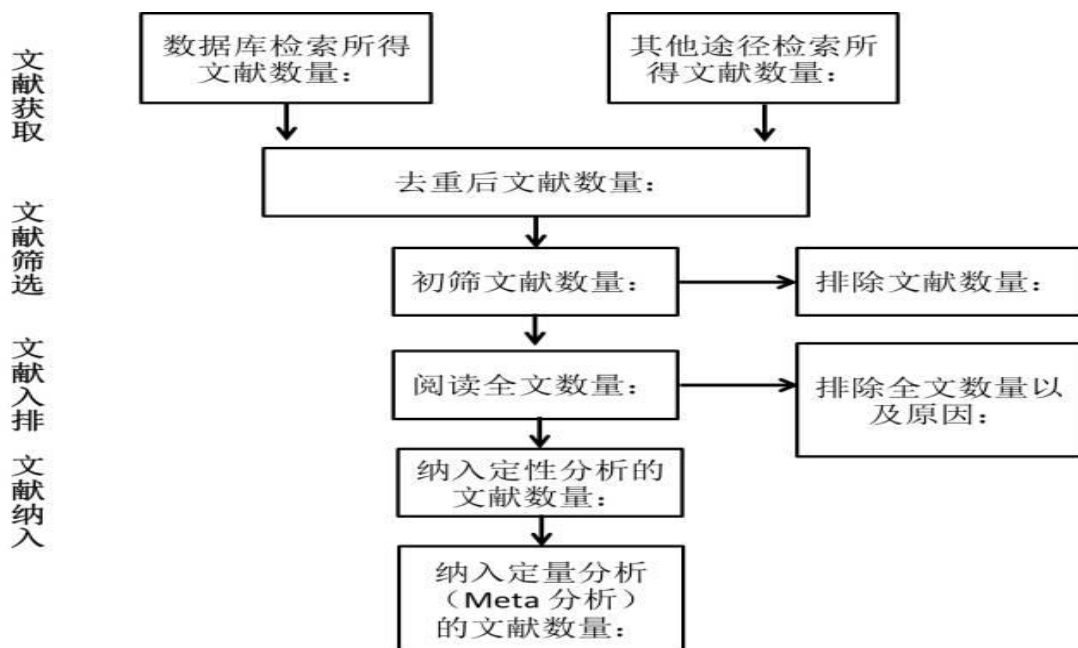 文献获取
数据库检索所得
文献数量：
其他途径检索所
得文献数量：
去重后文献数量：
文献筛选
初筛文献数量：
排除文献数量：
文献入排
阅读全文数量：
排除全文数量以
及原因：
文献纳入
纳入定性分析的
文献数量：
纳入定量分析
（Meta 分析）
的文献数量：